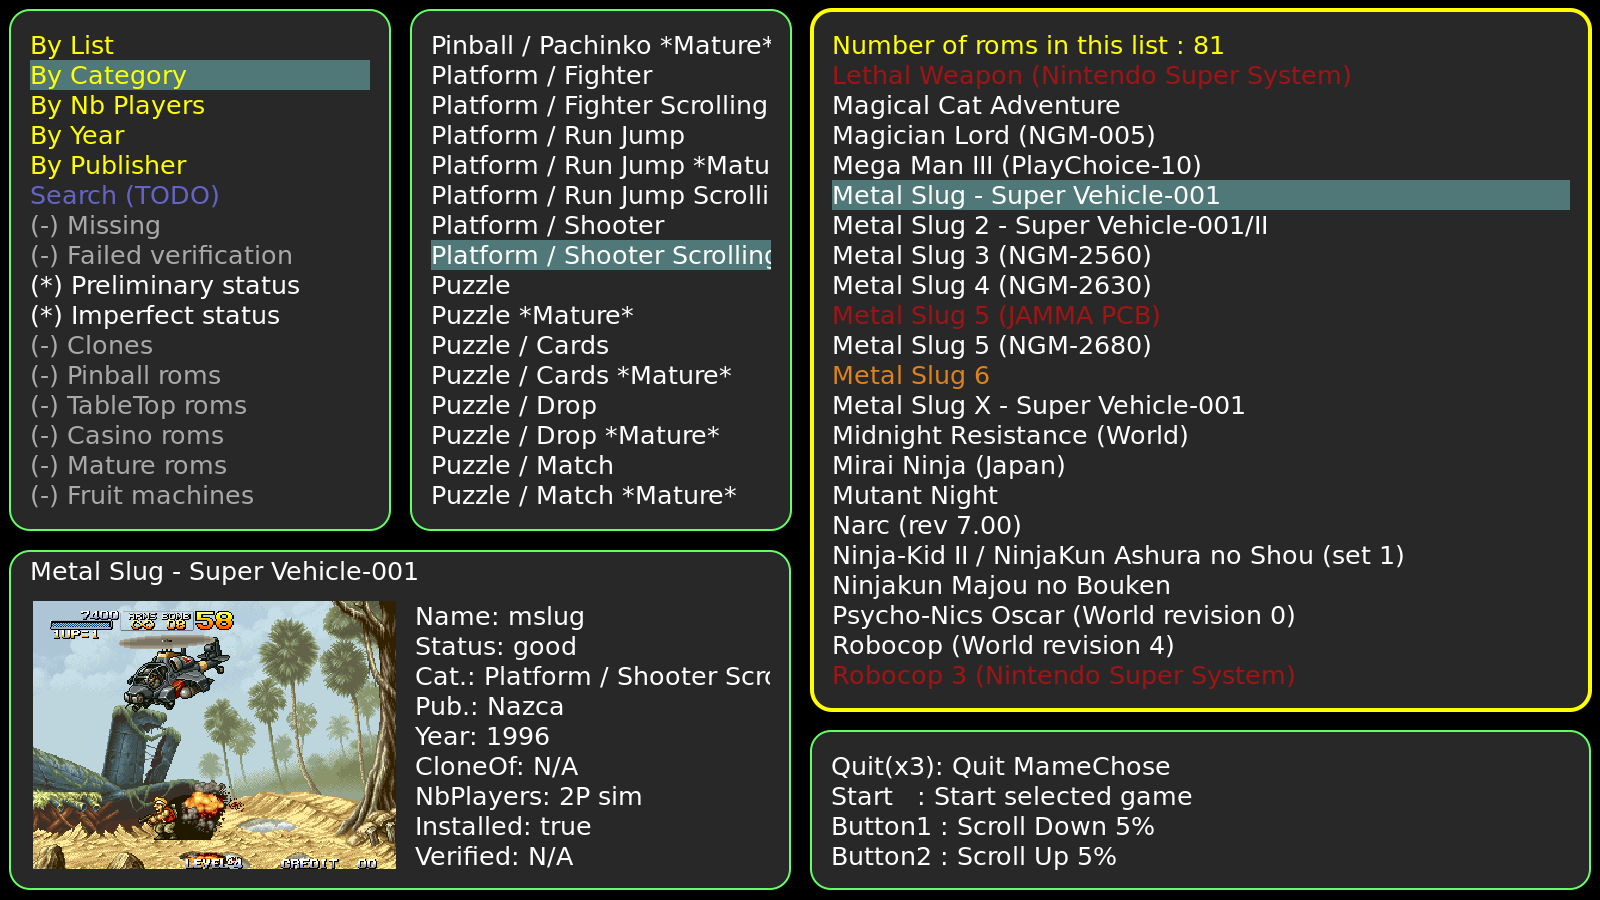 By List
By Category
By Nb Players
By Year
By Publisher
Search (TODO)
(-) Missing
(-) Failed verification
(*) Preliminary status
(*) Imperfect status
(-) Clones
(-) Pinball roms
(-) TableTop roms
(-) Casino roms
(-) Mature roms
(-) Fruit machines
Pinball / Pachinko *Mature*
Platform / Fighter
Platform / Fighter Scrolling
Platform / Run Jump
Platform / Run Jump *Matu
Platform / Run Jump Scrolli
Platform / Shooter
Platform / Shooter Scrolling
Puzzle
Puzzle *Mature*
Puzzle / Cards
Puzzle / Cards *Mature*
Puzzle / Drop
Puzzle / Drop *Mature*
Puzzle / Match
Puzzle / Match *Mature*
Number of roms in this list : 81
Lethal Weapon (Nintendo Super System)
Magical Cat Adventure
Magician Lord (NGM-005)
Mega Man III (PlayChoice-10)
Metal Slug - Super Vehicle-001
Metal Slug 2 - Super Vehicle-001/II
Metal Slug 3 (NGM-2560)
Metal Slug 4 (NGM-2630)
Metal Slug 5 (JAMMA PCB)
Metal Slug 5 (NGM-2680)
Metal Slug 6
Metal Slug X - Super Vehicle-001
Midnight Resistance (World)
Mirai Ninja (Japan)
Mutant Night
Narc (rev 7.00)
Ninja-Kid II / NinjaKun Ashura no Shou (set 1)
Ninjakun Majou no Bouken
Psycho-Nics Oscar (World revision 0)
Robocop (World revision 4)
Robocop 3 (Nintendo Super System)
Metal Slug - Super Vehicle-001
7400 ARMS BOMB 58
1UP=1
LEVEL-4 CREDIT 00
Name: mslug
Status: good
Cat.: Platform / Shooter Scro
Pub.: Nazca
Year: 1996
CloneOf: N/A
NbPlayers: 2P sim
Installed: true
Verified: N/A
Quit(x3): Quit MameChose
Start : Start selected game
Button1 : Scroll Down 5%
Button2 : Scroll Up 5%